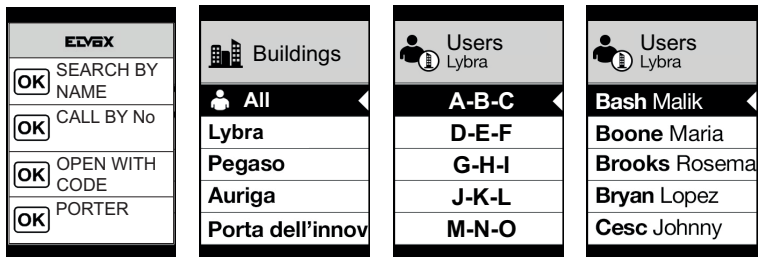 ELVOX
OK SEARCH BY
NAME
OK CALL BY No
OK OPEN WITH
CODE
OK PORTER
Buildings
All
Lybra
Pegaso
Auriga
Porta dell'innov
Users
Lybra
A-B-C
D-E-F
G-H-I
J-K-L
M-N-O
Users
Lybra
Bash Malik
Boone Maria
Brooks Rosema
Bryan Lopez
Cesc Johnny